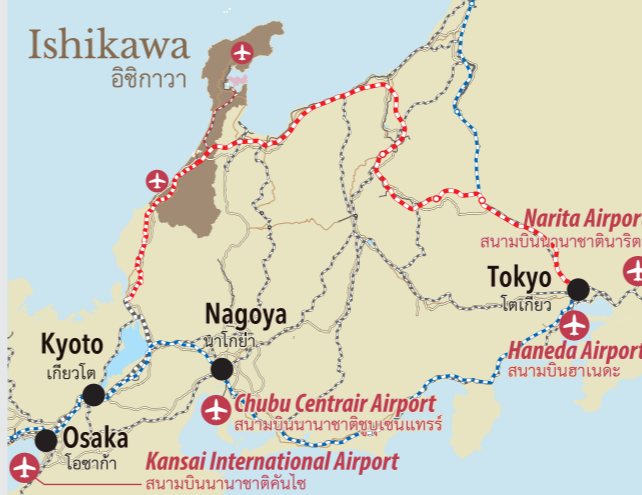 Ishikawa
อิชิกาวา
Narita Airport
สนามบินนานาชาตินาริต
Tokyo
โตเกียว
Nagoya
นาโกย่า
Haneda Airport
สนามบินฮาเนดะ
Kyoto
เกียวโต
Chubu Centrair Airport
สนามบินนานาชาติชูบุเซ็นแทรร์
Osaka
โอซาก้า
Kansai International Airport
สนามบินนานาชาติคันไซ